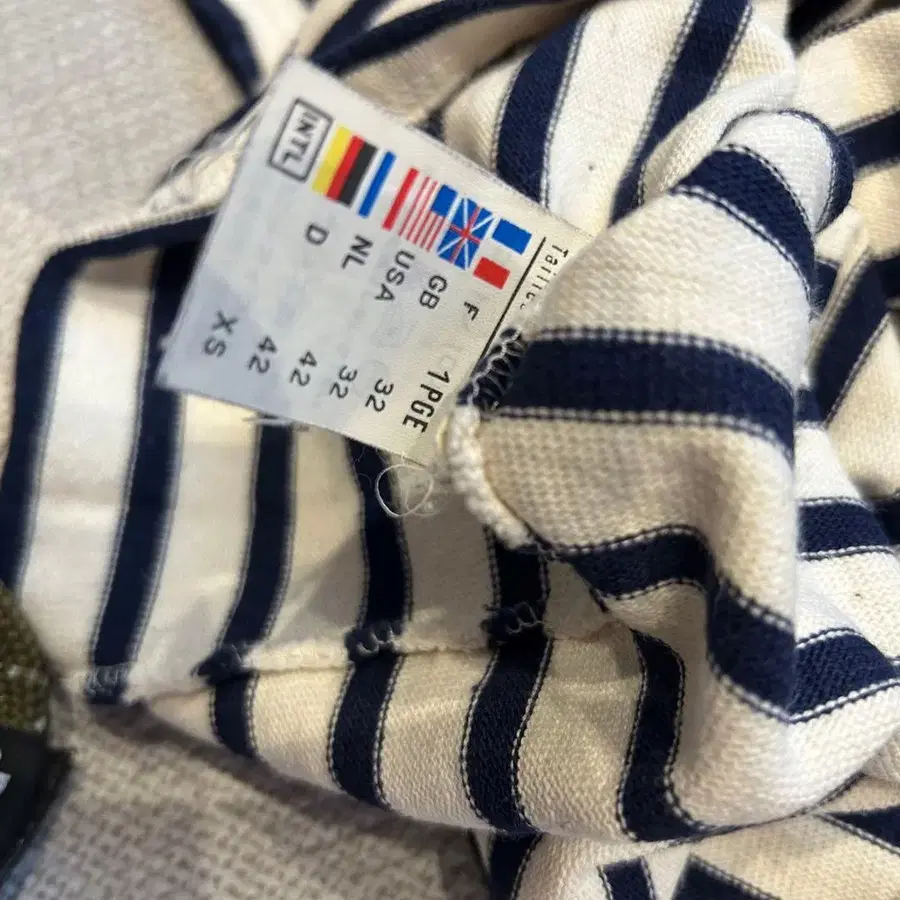 Taille
F 1PGE
GB 32
USA 32
NL 42
D 42
INTL XS